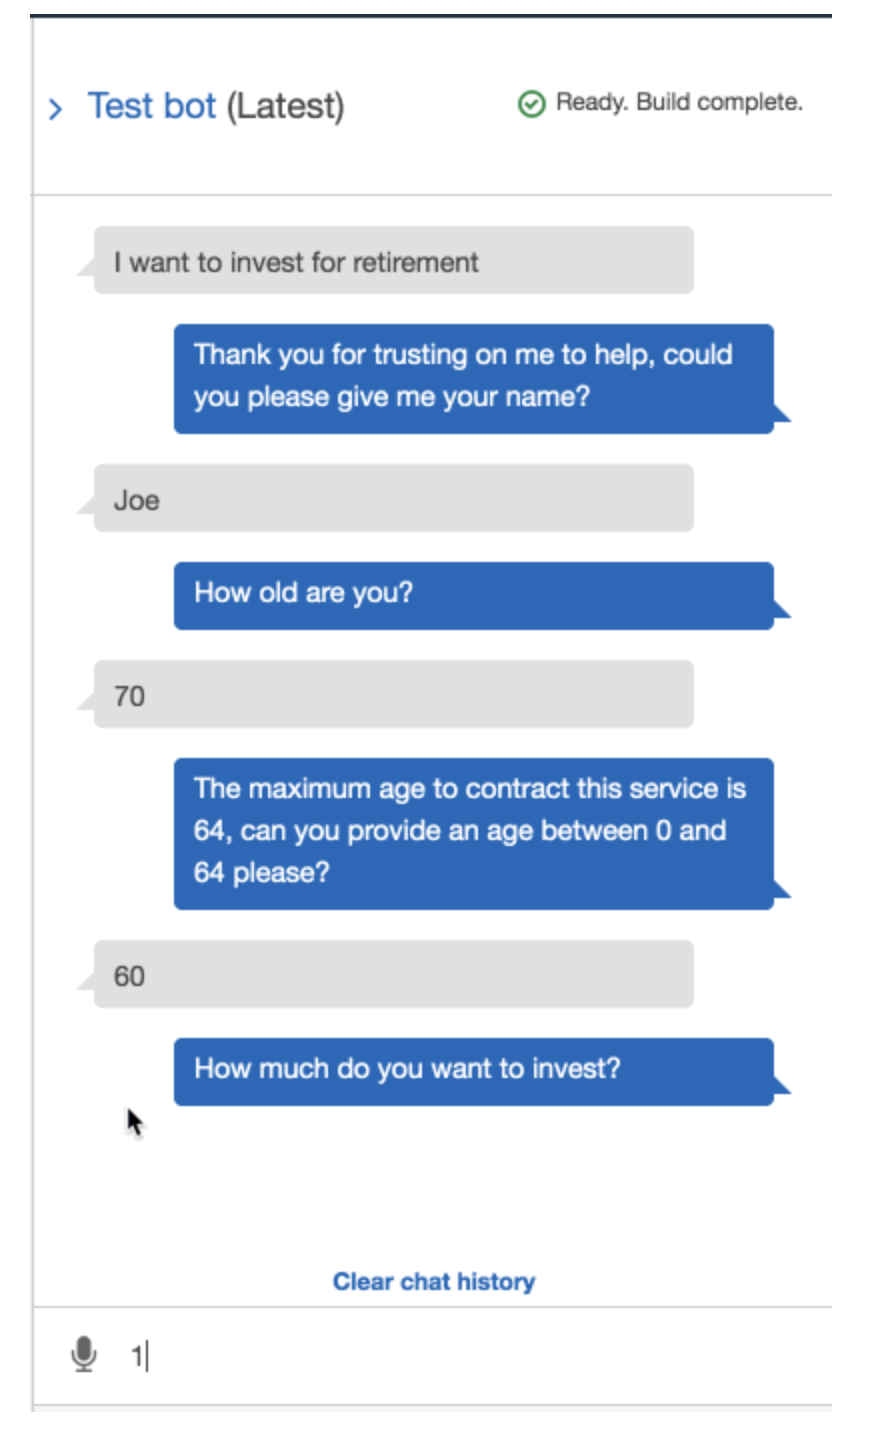 Test bot (Latest)
Ready. Build complete.
I want to invest for retirement
Thank you for trusting on me to help, could
you please give me your name?
Joe
How old are you?
70
The maximum age to contract this service is
64, can you provide an age between 0 and
64 please?
60
How much do you want to invest?
Clear chat history
1